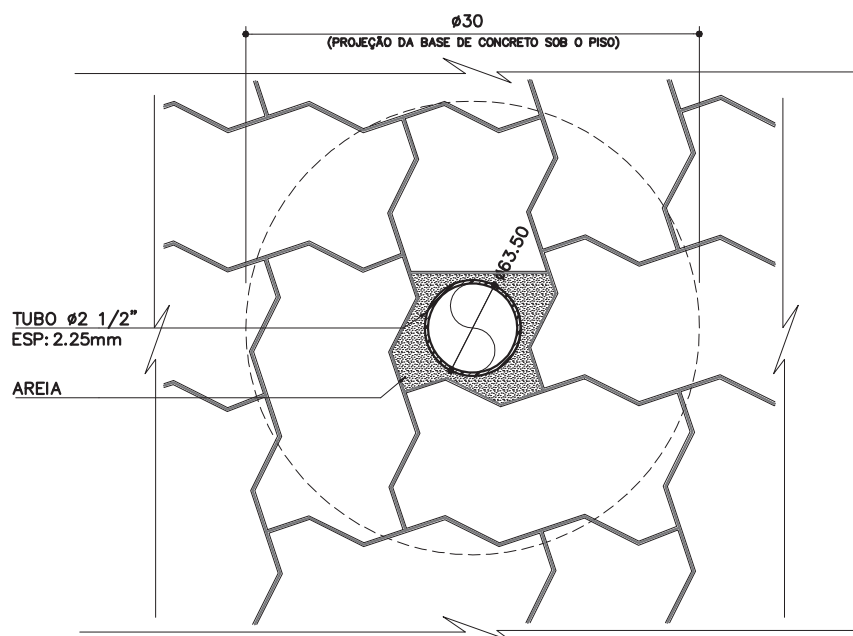 ø30
(PROJEÇÃO DA BASE DE CONCRETO SOB O PISO)
ø63.50
TUBO ø2 1/2"
ESP: 2.25mm
AREIA